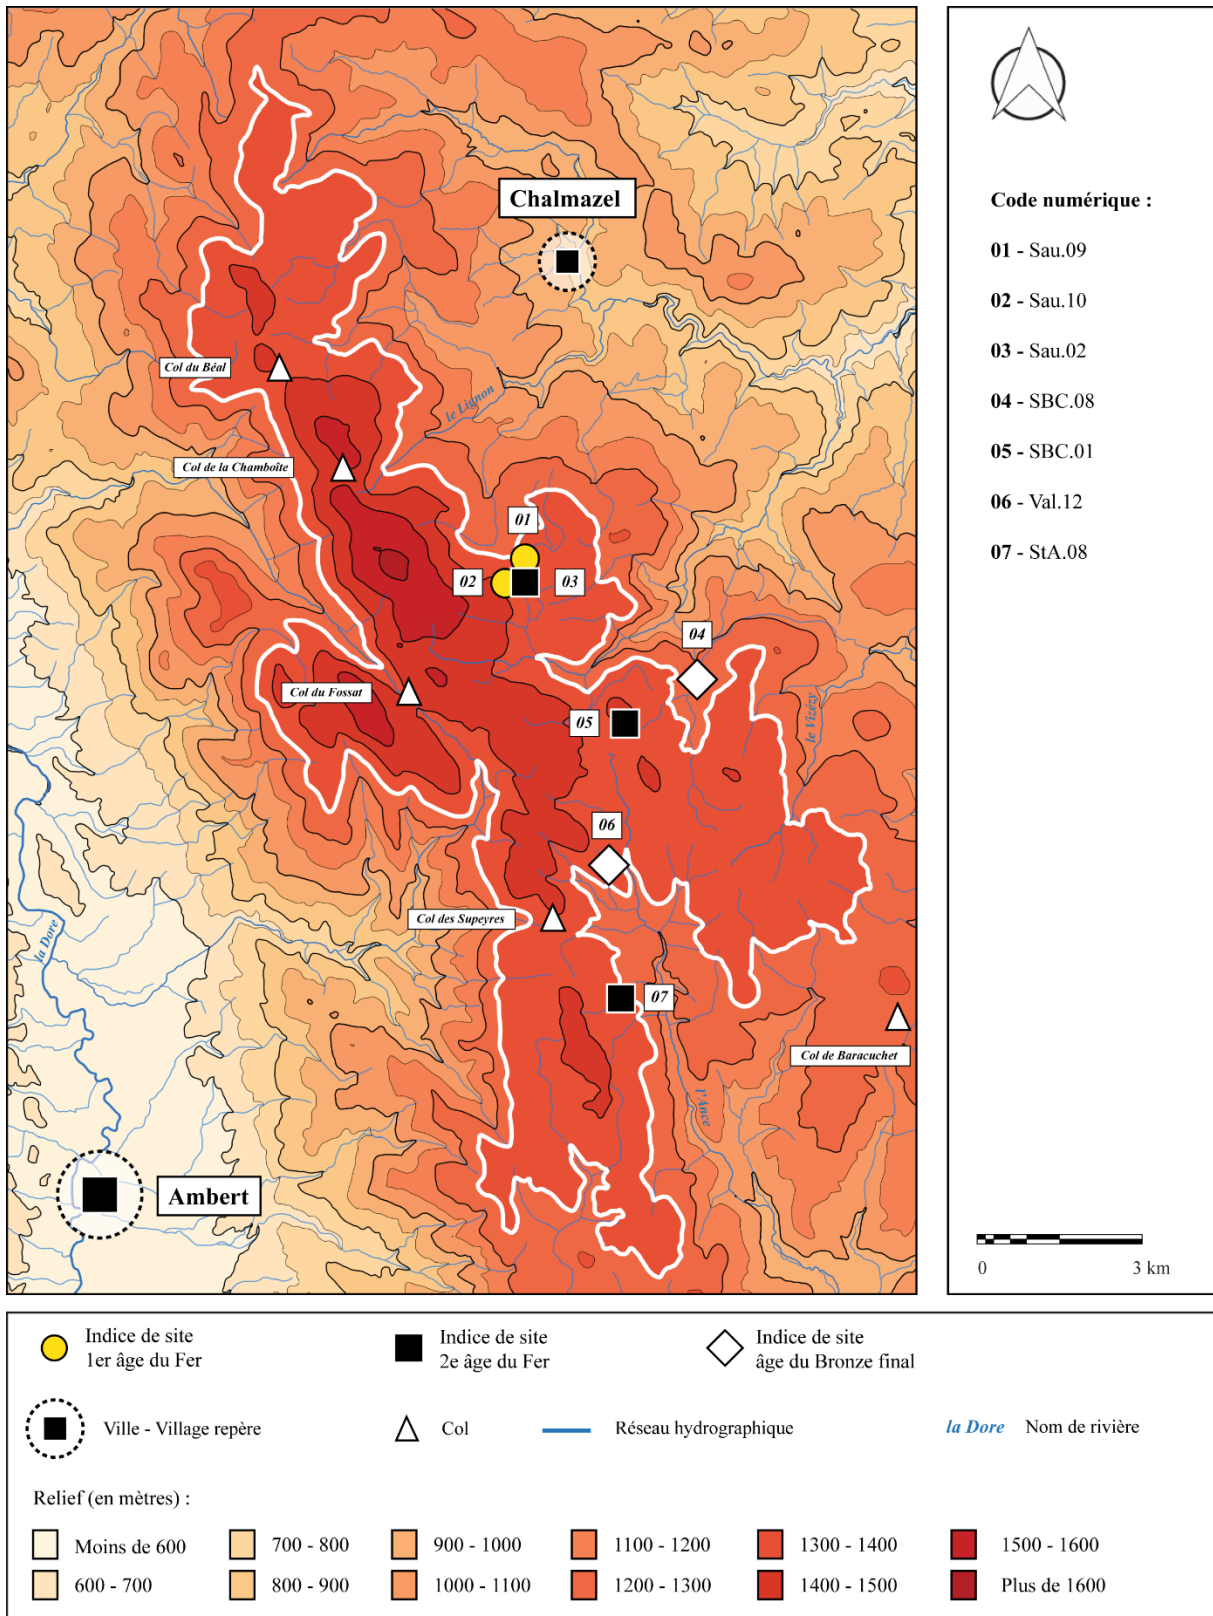 Chalmazel
Col du Béal
le Lignon
Col de la Chamboîte
01
02
03
04
Col du Fossat
05
le Vizézy
06
Col des Supeyres
la Dore
07
Col de Baracuchet
l'Ance
Ambert
Code numérique :
01 - Sau.09
02 - Sau.10
03 - Sau.02
04 - SBC.08
05 - SBC.01
06 - Val.12
07 - StA.08
0 3 km
Indice de site
1er âge du Fer
Indice de site
2e âge du Fer
Indice de site
âge du Bronze final
Ville - Village repère
Col
Réseau hydrographique
la Dore Nom de rivière
Relief (en mètres) :
Moins de 600
700 - 800
900 - 1000
1100 - 1200
1300 - 1400
1500 - 1600
600 - 700
800 - 900
1000 - 1100
1200 - 1300
1400 - 1500
Plus de 1600